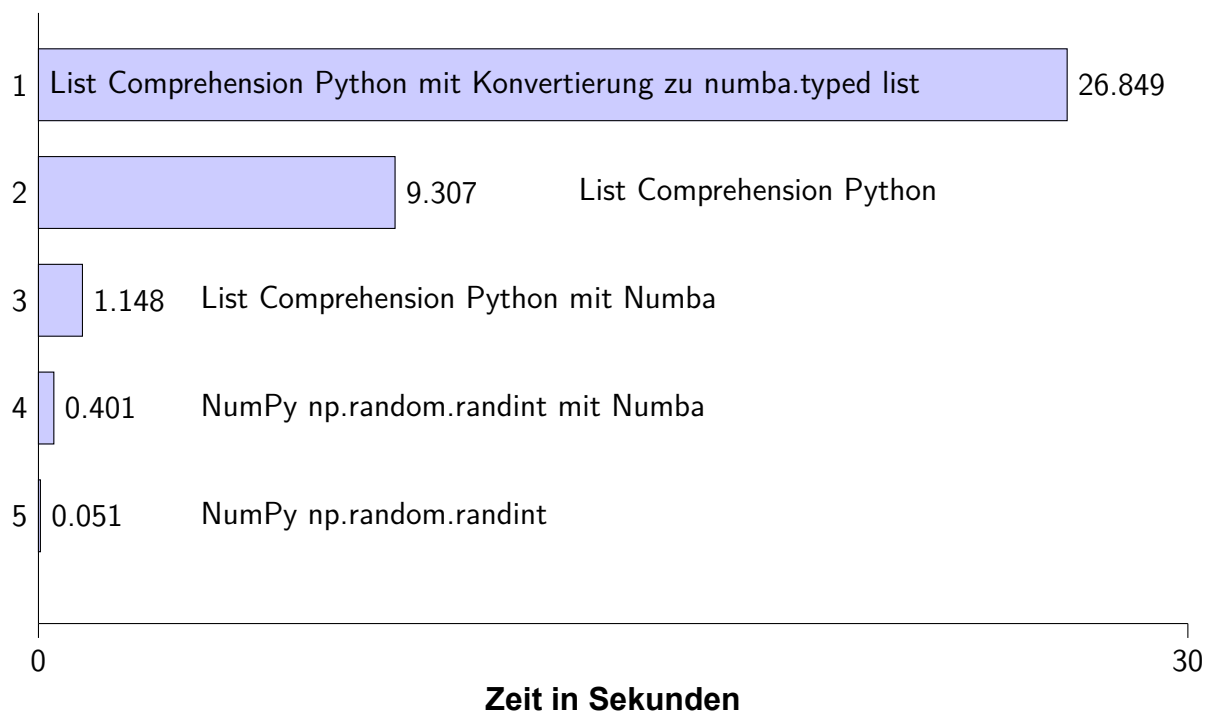 1 List Comprehension Python mit Konvertierung zu numba.typed list 26.849
2 9.307 List Comprehension Python
3 1.148 List Comprehension Python mit Numba
4 0.401 NumPy np.random.randint mit Numba
5 0.051 NumPy np.random.randint
0 30
Zeit in Sekunden